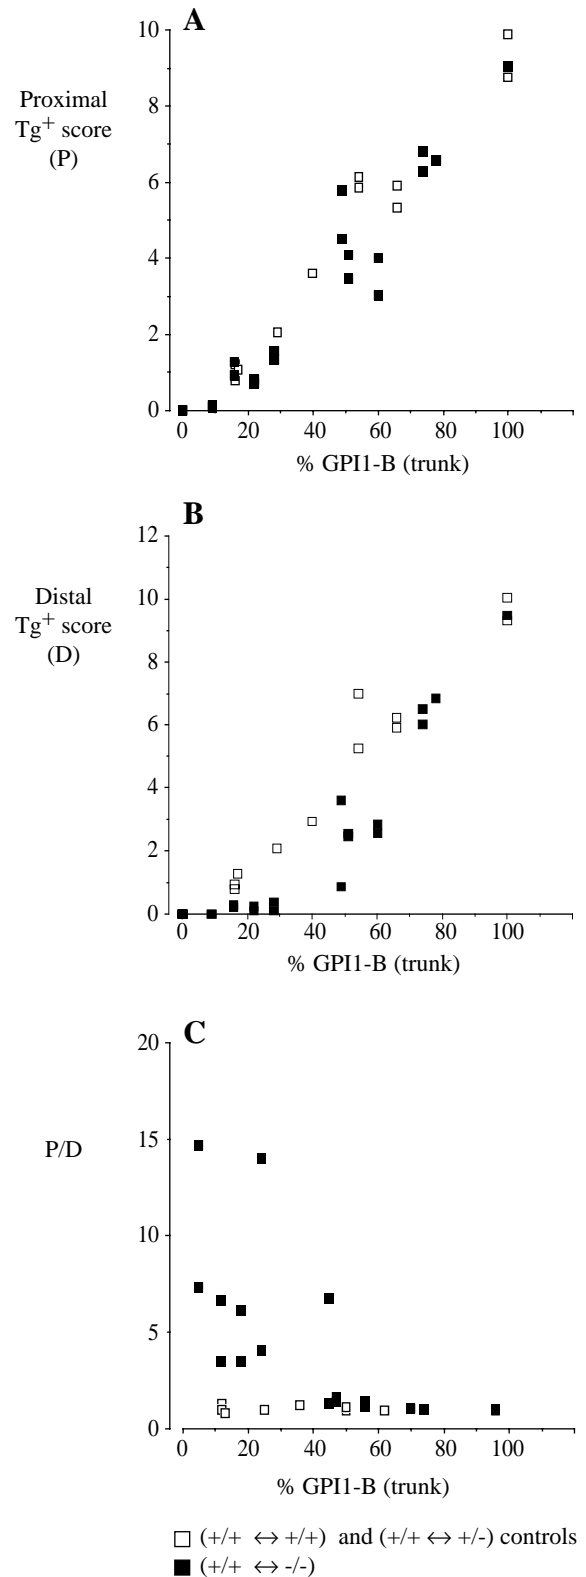 A
10
8
6
4
2
0
Proximal
Tg+ score
(P)
0 20 40 60 80 100
% GPI1-B (trunk)
B
12
10
8
6
4
2
0
Distal
Tg+ score
(D)
0 20 40 60 80 100
% GPI1-B (trunk)
C
20
15
10
5
0
P/D
0 20 40 60 80 100
% GPI1-B (trunk)
(+/+ ↔ +/+) and (+/+ ↔ +/-) controls
(+/+ ↔ -/-)